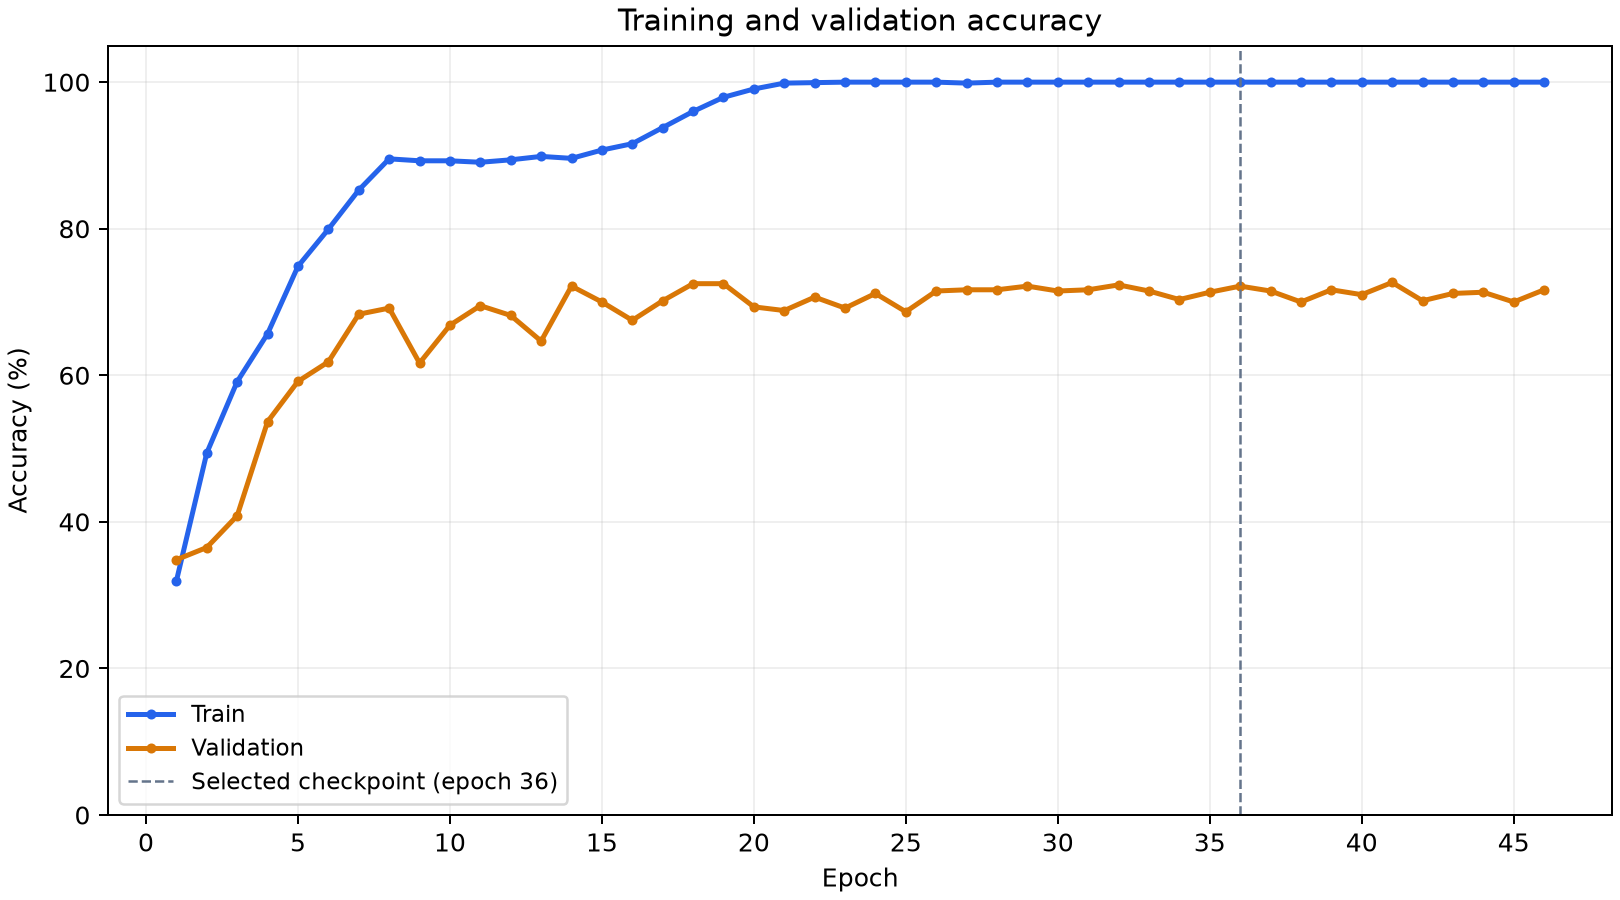 Training and validation accuracy
100
80
60
40
20
0
Accuracy (%)
Train
Validation
Selected checkpoint (epoch 36)
0 5 10 15 20 25 30 35 40 45
Epoch